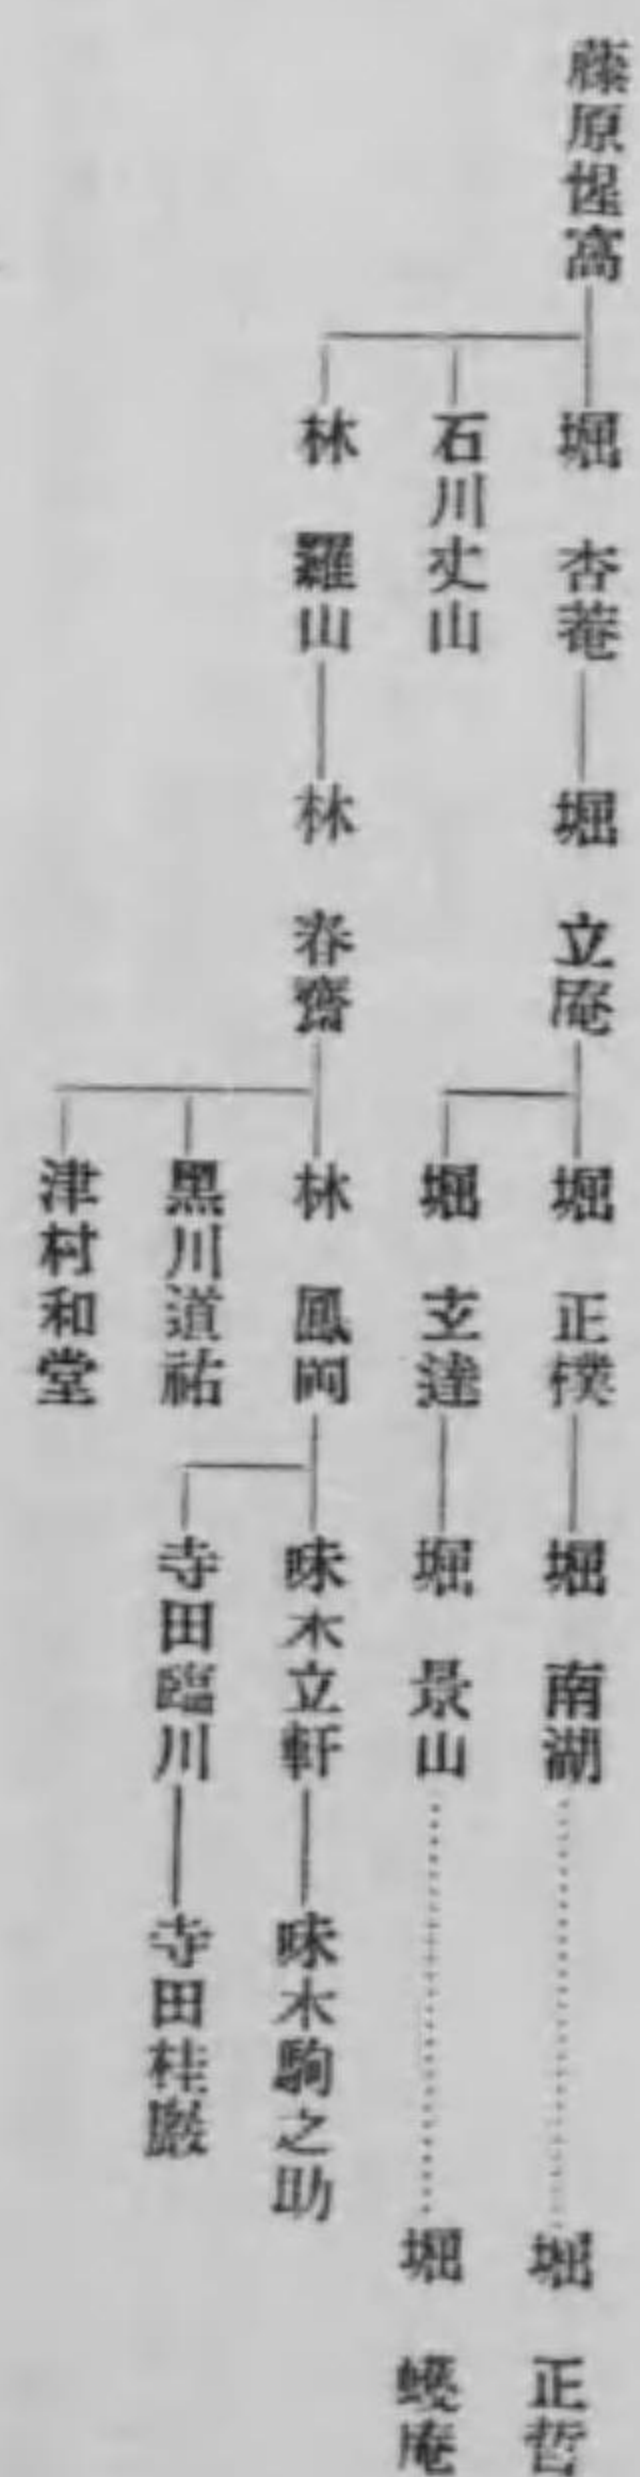 藤原惺窩
堀 杏菴
石川丈山
林 羅山
堀 立庵
林 春齋
堀 正樸
堀 玄達
林 鳳岡
黒川道祐
津村和堂
堀 南湖
堀 景山
味木立軒
寺田臨川
味木駒之助
寺田桂巖
堀 正哲
堀 蠖庵